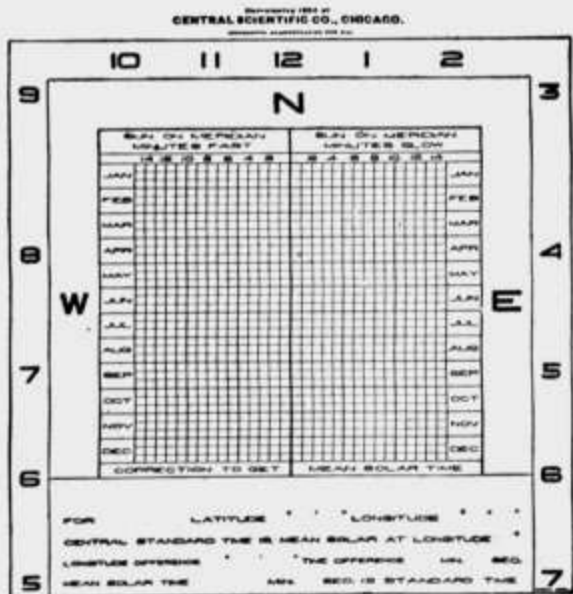 CENTRAL SCIENTIFIC CO., CHICAGO.
10 11 12 1 2
9 3
N
SUN ON MERIDIAN SUN ON MERIDIAN
MINUTES FAST MINUTES SLOW
JAN JAN
FEB FEB
MAR MAR
APR APR
8 4
MAY MAY
W JUN JUN E
JUL JUL
AUG AUG
7 SEP SEP 5
OCT OCT
NOV NOV
DEC DEC
CORRECTION TO GET MEAN SOLAR TIME
6 6
FOR LATITUDE ° ' " LONGITUDE ° ' "
CENTRAL STANDARD TIME IS MEAN SOLAR AT LONGITUDE °
LONGITUDE DIFFERENCE ° ' " TIME DIFFERENCE MIN. SEC.
5 MEAN SOLAR TIME MIN. SEC. IS STANDARD TIME 7